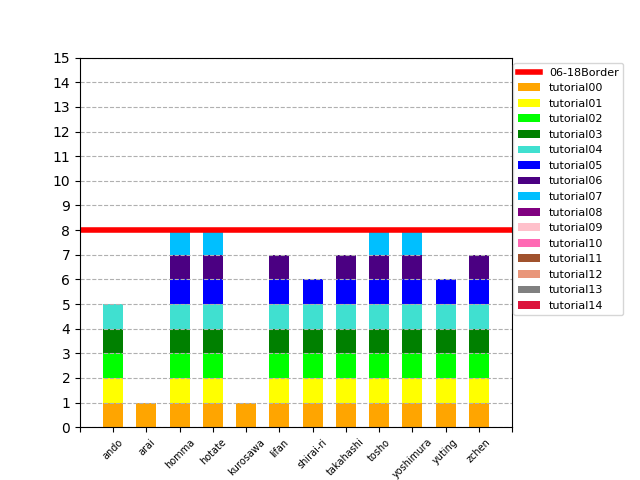 15
14
13
12
11
10
9
8
7
6
5
4
3
2
1
0
ando
arai
homma
hotate
kurosawa
lifan
shirai-ri
takahashi
tosho
yoshimura
yuting
zchen
06-18Border
tutorial00
tutorial01
tutorial02
tutorial03
tutorial04
tutorial05
tutorial06
tutorial07
tutorial08
tutorial09
tutorial10
tutorial11
tutorial12
tutorial13
tutorial14